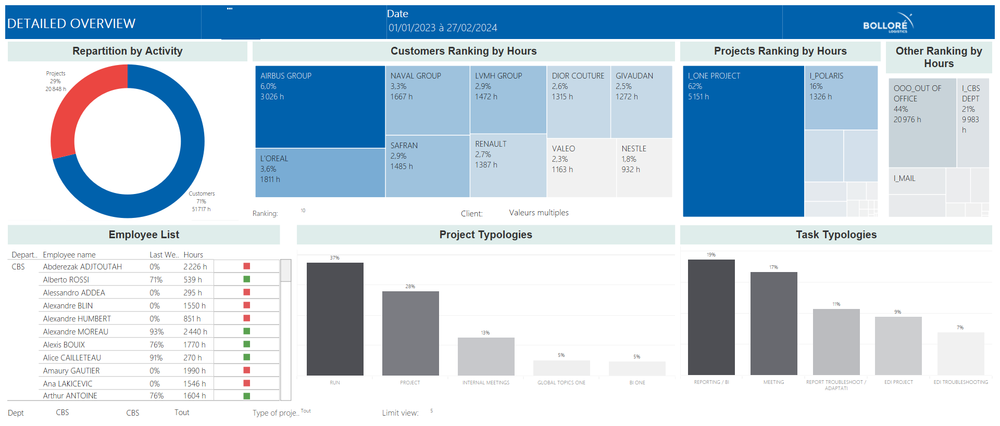 DETAILED OVERVIEW
Date
01/01/2023 à 27/02/2024
BOLLORÉ
LOGISTICS
Repartition by Activity
Projects
29%
20 848 h
Customers
71%
51 717 h
Customers Ranking by Hours
AIRBUS GROUP
6,0%
3 026 h
L'OREAL
3,6%
1 811 h
NAVAL GROUP
3,3%
1667 h
SAFRAN
2,9%
1485 h
LVMH GROUP
2,9%
1472 h
RENAULT
2,7%
1387 h
DIOR COUTURE
2,6%
1315 h
GIVAUDAN
2,5%
1272 h
VALEO
2,3%
1163 h
NESTLE
1,8%
932 h
Ranking:
10
Client:
Valeurs multiples
Projects Ranking by Hours
I_ONE PROJECT
62%
5 151 h
I_POLARIS
16%
1326 h
Other Ranking by
Hours
OOO_OUT OF
OFFICE
44%
20 976 h
I_CBS
DEPT
21%
9 983
h
I_MAIL
Employee List
Depart.. Employee name Last We.. Hours
CBS Abderezak ADJTOUTAH 0% 2 226 h
Alberto ROSSI 71% 539 h
Alessandro ADDEA 0% 295 h
Alexandre BLIN 0% 1550 h
Alexandre HUMBERT 0% 851 h
Alexandre MOREAU 93% 2 440 h
Alexis BOUIX 76% 1770 h
Alice CAILLETEAU 91% 270 h
Amaury GAUTIER 0% 1990 h
Ana LAKICEVIC 0% 1546 h
Arthur ANTOINE 76% 1604 h
Project Typologies
37%
28%
13%
5%
5%
RUN
PROJECT
INTERNAL MEETINGS
GLOBAL TOPICS ONE
BI ONE
Task Typologies
19%
17%
11%
9%
7%
REPORTING / BI
MEETING
REPORT TROUBLESHOOT /
ADAPTATI
EDI PROJECT
EDI TROUBLESHOOTING
Dept
CBS
CBS
Tout
Type of proje..
Tout
Limit view:
5